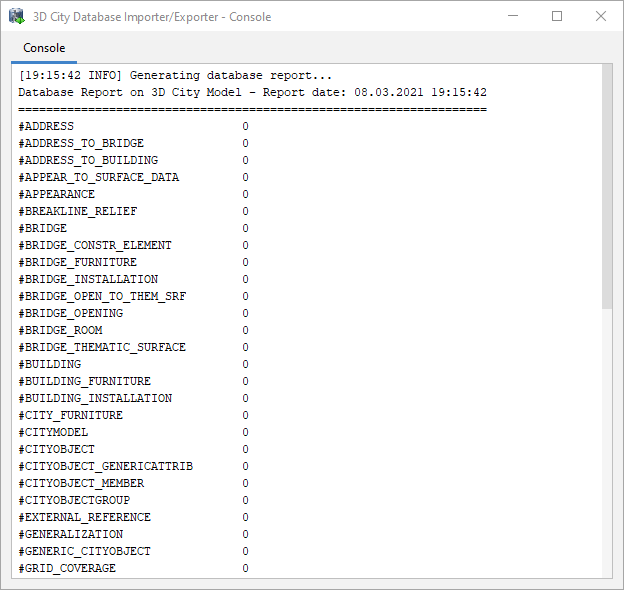 3D City Database Importer/Exporter - Console
Console
[19:15:42 INFO] Generating database report...
Database Report on 3D City Model - Report date: 08.03.2021 19:15:42
===================================================================
#ADDRESS 0
#ADDRESS_TO_BRIDGE 0
#ADDRESS_TO_BUILDING 0
#APPEAR_TO_SURFACE_DATA 0
#APPEARANCE 0
#BREAKLINE_RELIEF 0
#BRIDGE 0
#BRIDGE_CONSTR_ELEMENT 0
#BRIDGE_FURNITURE 0
#BRIDGE_INSTALLATION 0
#BRIDGE_OPEN_TO_THEM_SRF 0
#BRIDGE_OPENING 0
#BRIDGE_ROOM 0
#BRIDGE_THEMATIC_SURFACE 0
#BUILDING 0
#BUILDING_FURNITURE 0
#BUILDING_INSTALLATION 0
#CITY_FURNITURE 0
#CITYMODEL 0
#CITYOBJECT 0
#CITYOBJECT_GENERICATTRIB 0
#CITYOBJECT_MEMBER 0
#CITYOBJECTGROUP 0
#EXTERNAL_REFERENCE 0
#GENERALIZATION 0
#GENERIC_CITYOBJECT 0
#GRID_COVERAGE 0